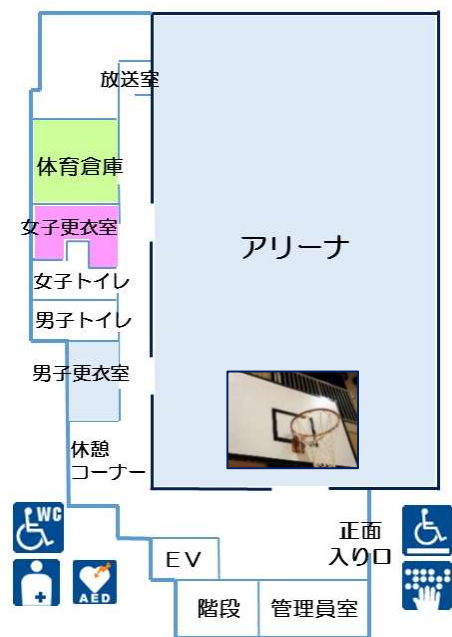 放送室
体育倉庫
女子更衣室
アリーナ
女子トイレ
男子トイレ
男子更衣室
休憩
コーナー
WC
AED
正面
入り口
EV
階段
管理員室